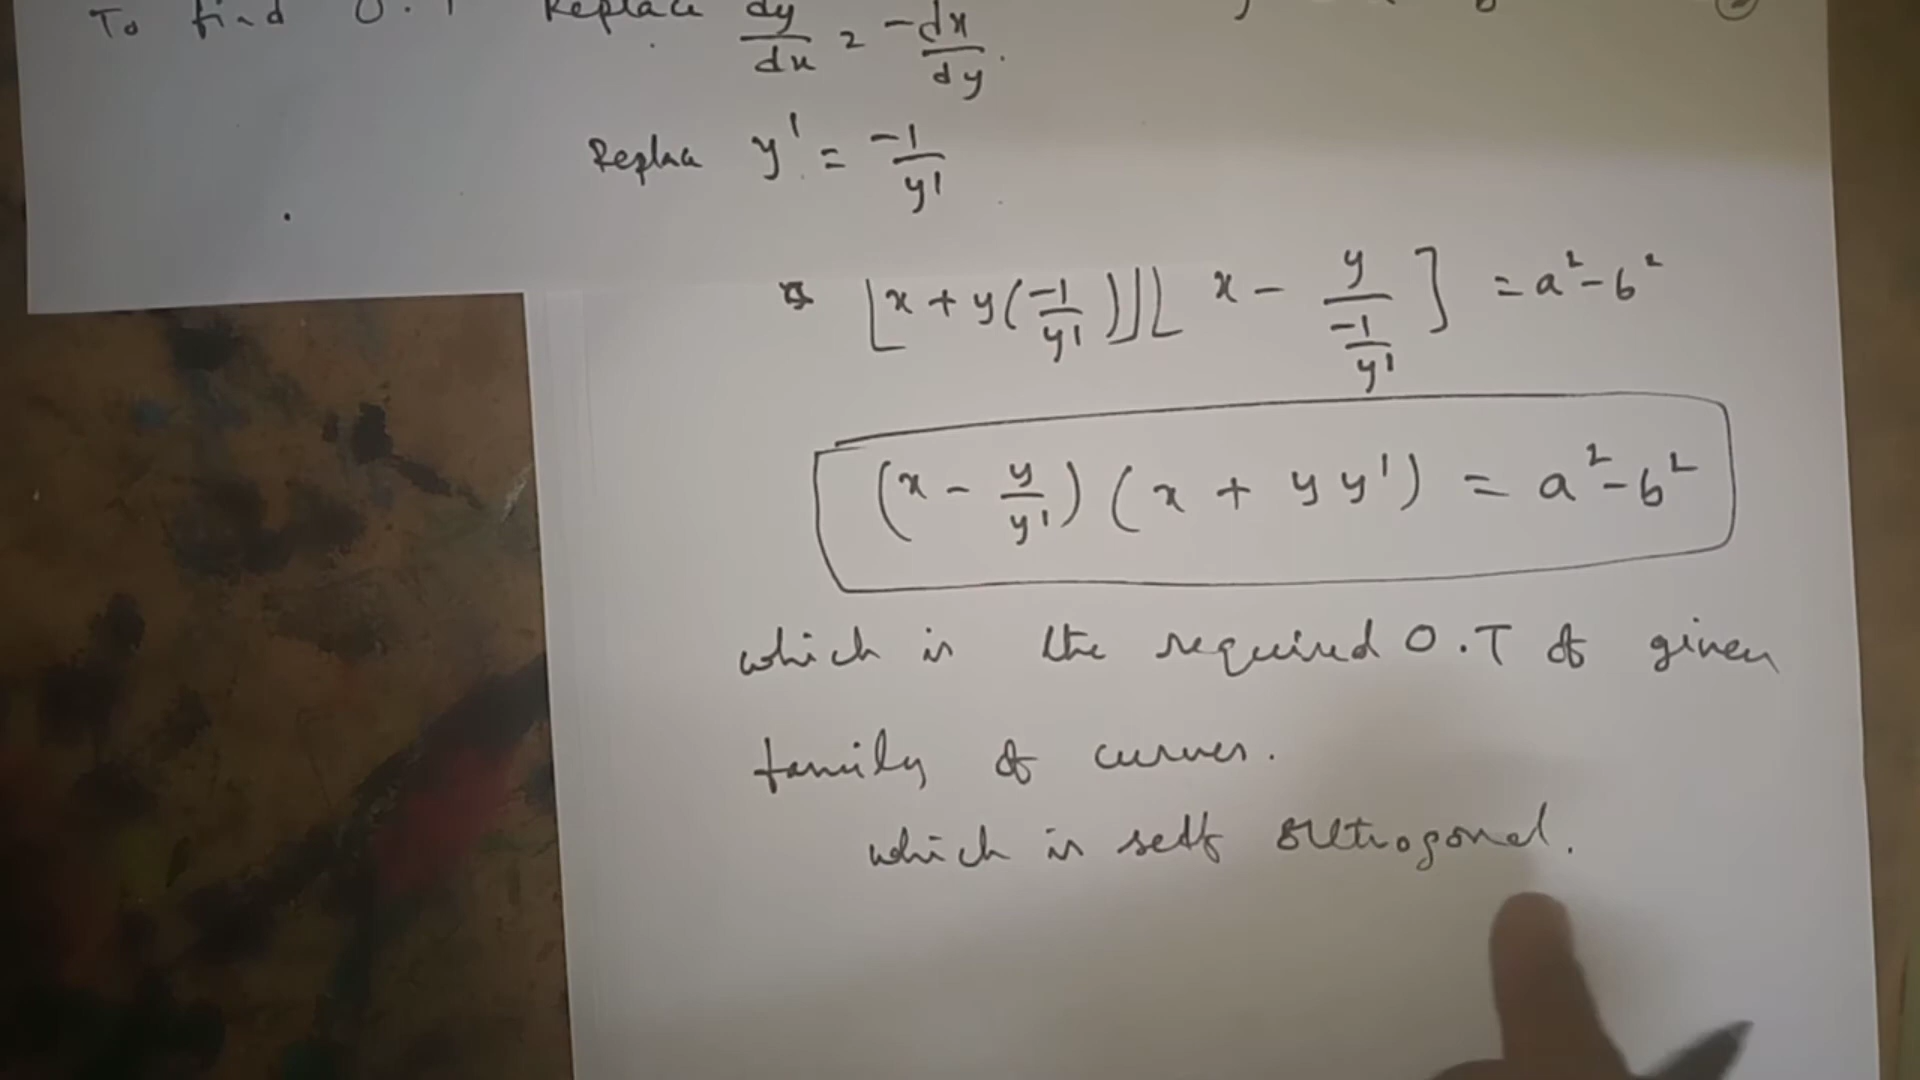 To find O.T Replace dy/dx = -dx/dy.
Replace y' = -1/y'
[x + y(-1/y')][x - y/(-1/y')] = a² - b²
(x - y/y') (x + y y') = a² - b²
which is the required O.T of given
family of curves.
which is self orthogonal.